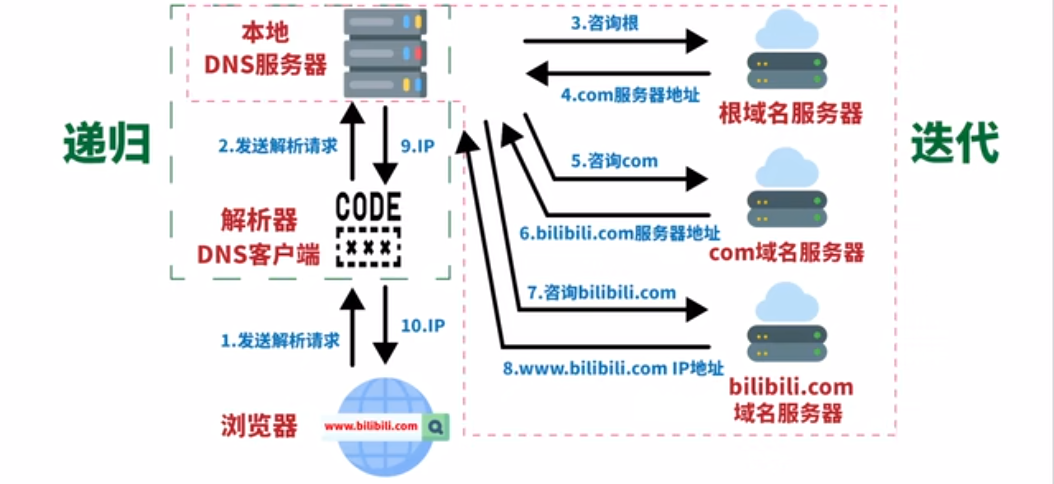 本地
DNS服务器
3.咨询根
4.com服务器地址
根域名服务器
递归
2.发送解析请求
9.IP
迭代
5.咨询com
CODE
×××
解析器
DNS客户端
6.bilibili.com服务器地址
com域名服务器
7.咨询bilibili.com
1.发送解析请求
10.IP
8.www.bilibili.com IP地址
bilibili.com
域名服务器
浏览器
www.bilibili.com